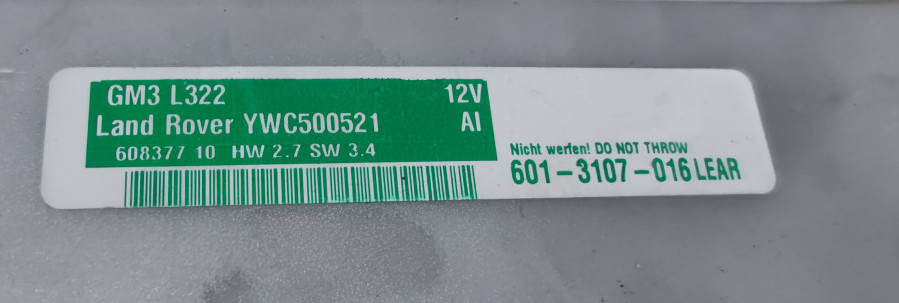 GM3 L322 12V
Land Rover YWC500521 AI
608377 10 HW 2.7 SW 3.4
Nicht werfen! DO NOT THROW
601-3107-016 LEAR